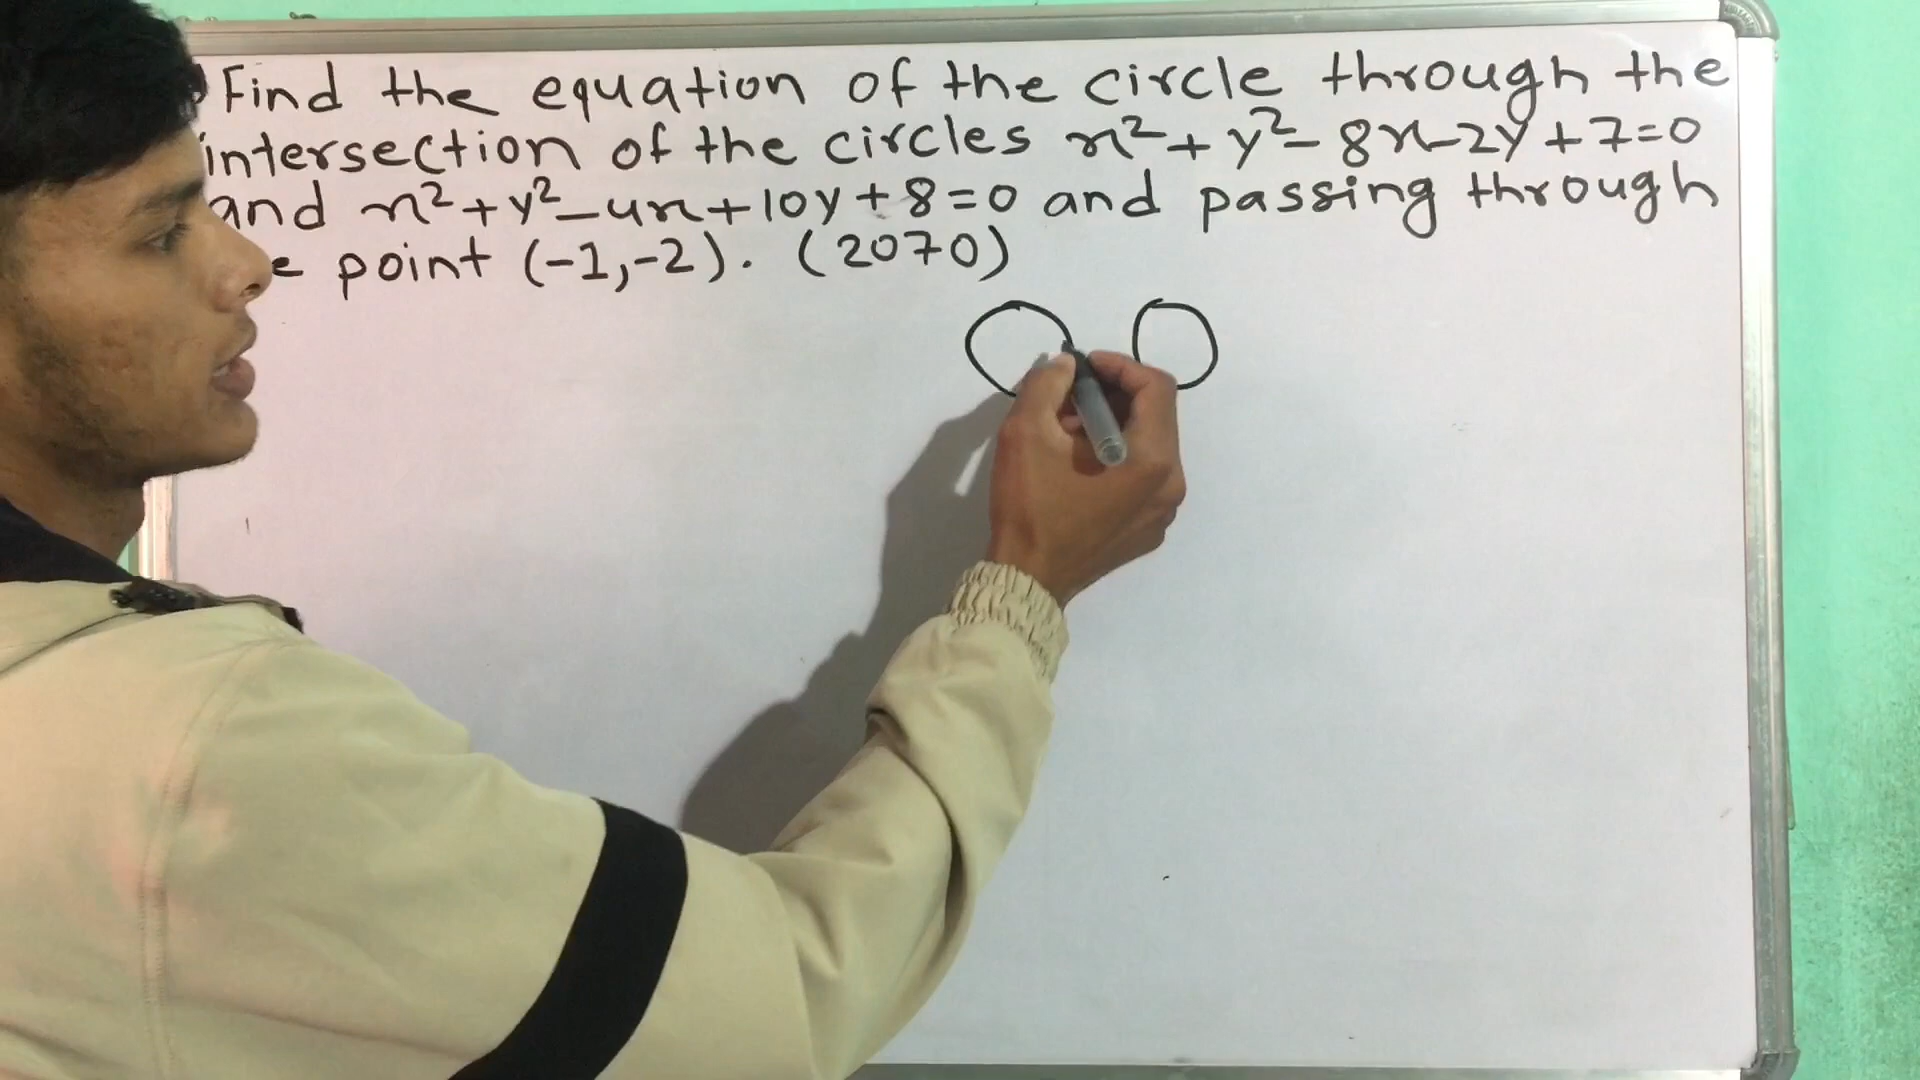 Find the equation of the circle through the
intersection of the circles x²+y²-8x-2y+7=0
and x²+y²-4x+10y+8=0 and passing through
e point (-1,-2). (2070)